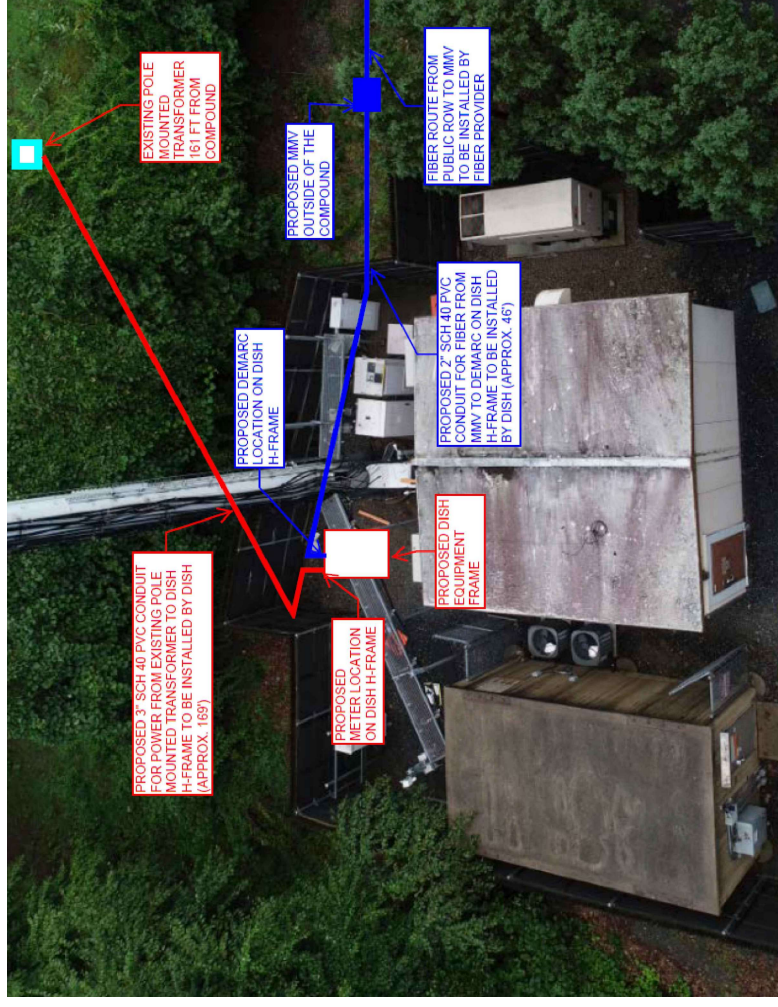 PROPOSED 3" SCH 40 PVC CONDUIT
FOR POWER FROM EXISTING POLE
MOUNTED TRANSFORMER TO DISH
H-FRAME TO BE INSTALLED BY DISH
(APPROX. 169')
EXISTING POLE
MOUNTED
TRANSFORMER
161 FT FROM
COMPOUND
PROPOSED DEMARC
LOCATION ON DISH
H-FRAME
PROPOSED MMV
OUTSIDE OF THE
COMPOUND
PROPOSED
METER LOCATION
ON DISH H-FRAME
PROPOSED DISH
EQUIPMENT
FRAME
PROPOSED 2" SCH 40 PVC
CONDUIT FOR FIBER FROM
MMV TO DEMARC ON DISH
H-FRAME TO BE INSTALLED
BY DISH (APPROX. 46')
FIBER ROUTE FROM
PUBLIC ROW TO MMV
TO BE INSTALLED BY
FIBER PROVIDER